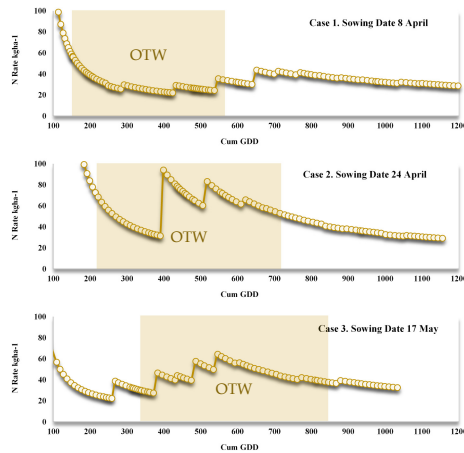 Case 1. Sowing Date 8 April
OTW
N Rate kgha-1
100
80
60
40
20
0
100 200 300 400 500 600 700 800 900 1000 1100 1200
Cum GDD
Case 2. Sowing Date 24 April
OTW
N Rate kgha-1
100
80
60
40
20
0
100 200 300 400 500 600 700 800 900 1000 1100 1200
Cum GDD
Case 3. Sowing Date 17 May
OTW
N Rate kgha-1
100
80
60
40
20
0
100 200 300 400 500 600 700 800 900 1000 1100 1200
Cum GDD